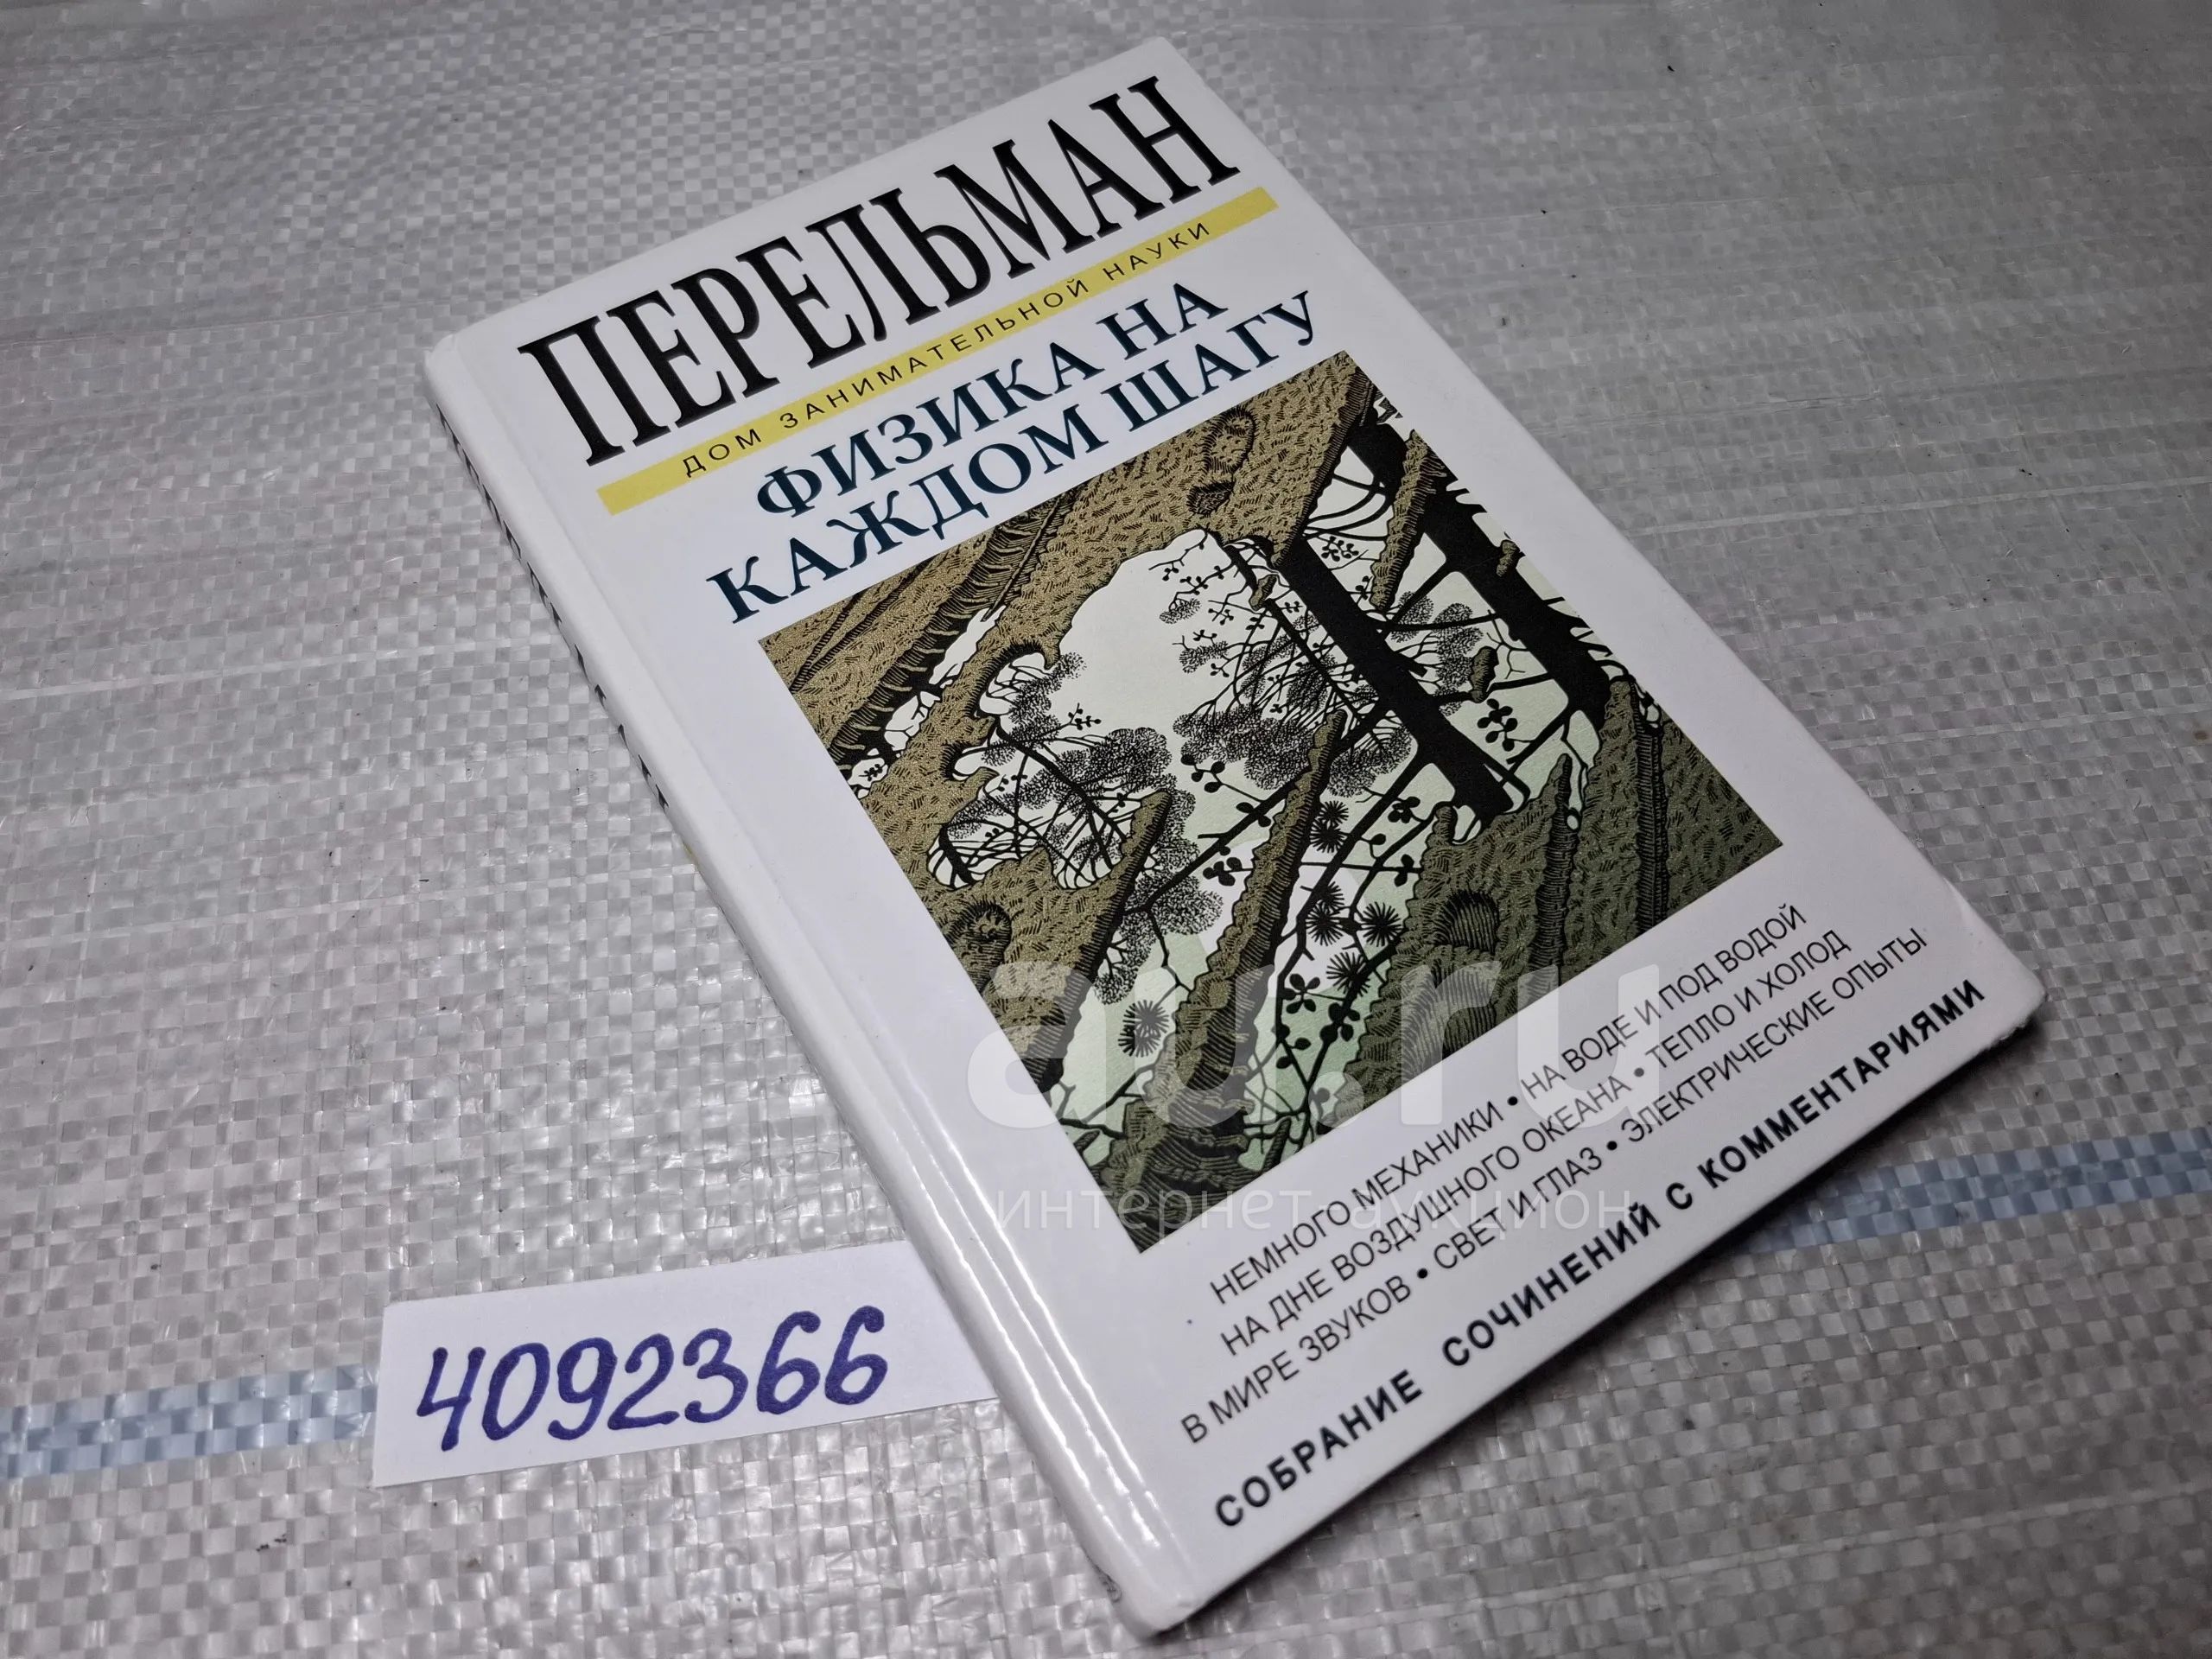 ПЕРЕЛЬМАН
ДОМ ЗАНИМАТЕЛЬНОЙ НАУКИ
ФИЗИКА НА
КАЖДОМ ШАГУ
НЕМНОГО МЕХАНИКИ • НА ВОДЕ И ПОД ВОДОЙ
НА ДНЕ ВОЗДУШНОГО ОКЕАНА • ТЕПЛО И ХОЛОД
В МИРЕ ЗВУКОВ • СВЕТ И ГЛАЗ • ЭЛЕКТРИЧЕСКИЕ ОПЫТЫ
СОБРАНИЕ СОЧИНЕНИЙ С КОММЕНТАРИЯМИ
4092366
au.ru
интернет аукцион